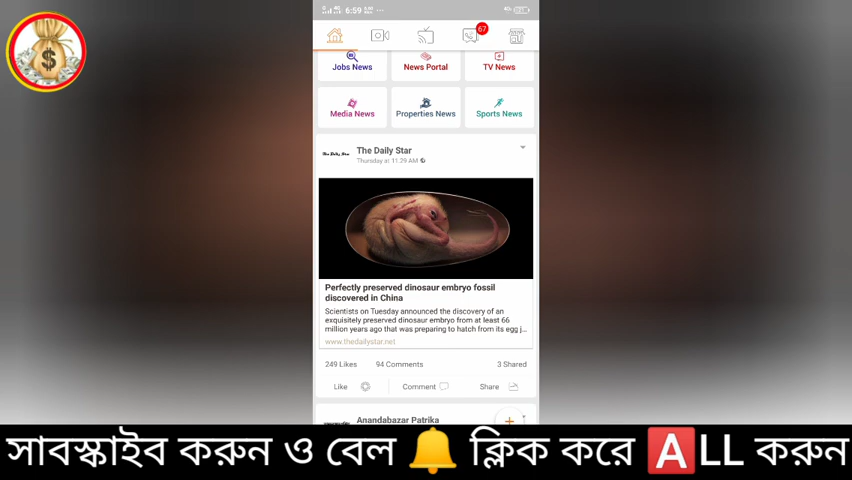 6:59
67
Jobs News
News Portal
TV News
Media News
Properties News
Sports News
The Daily Star
The Daily Star
Thursday at 11.29 AM
Perfectly preserved dinosaur embryo fossil
discovered in China
Scientists on Tuesday announced the discovery of an
exquisitely preserved dinosaur embryo from at least 66
million years ago that was preparing to hatch from its egg j...
www.thedailystar.net
249 Likes 94 Comments 3 Shared
Like Comment Share
Anandabazar Patrika
সাবস্ক্রাইব করুন ও বেল 🔔 ক্লিক করে ALL করুন